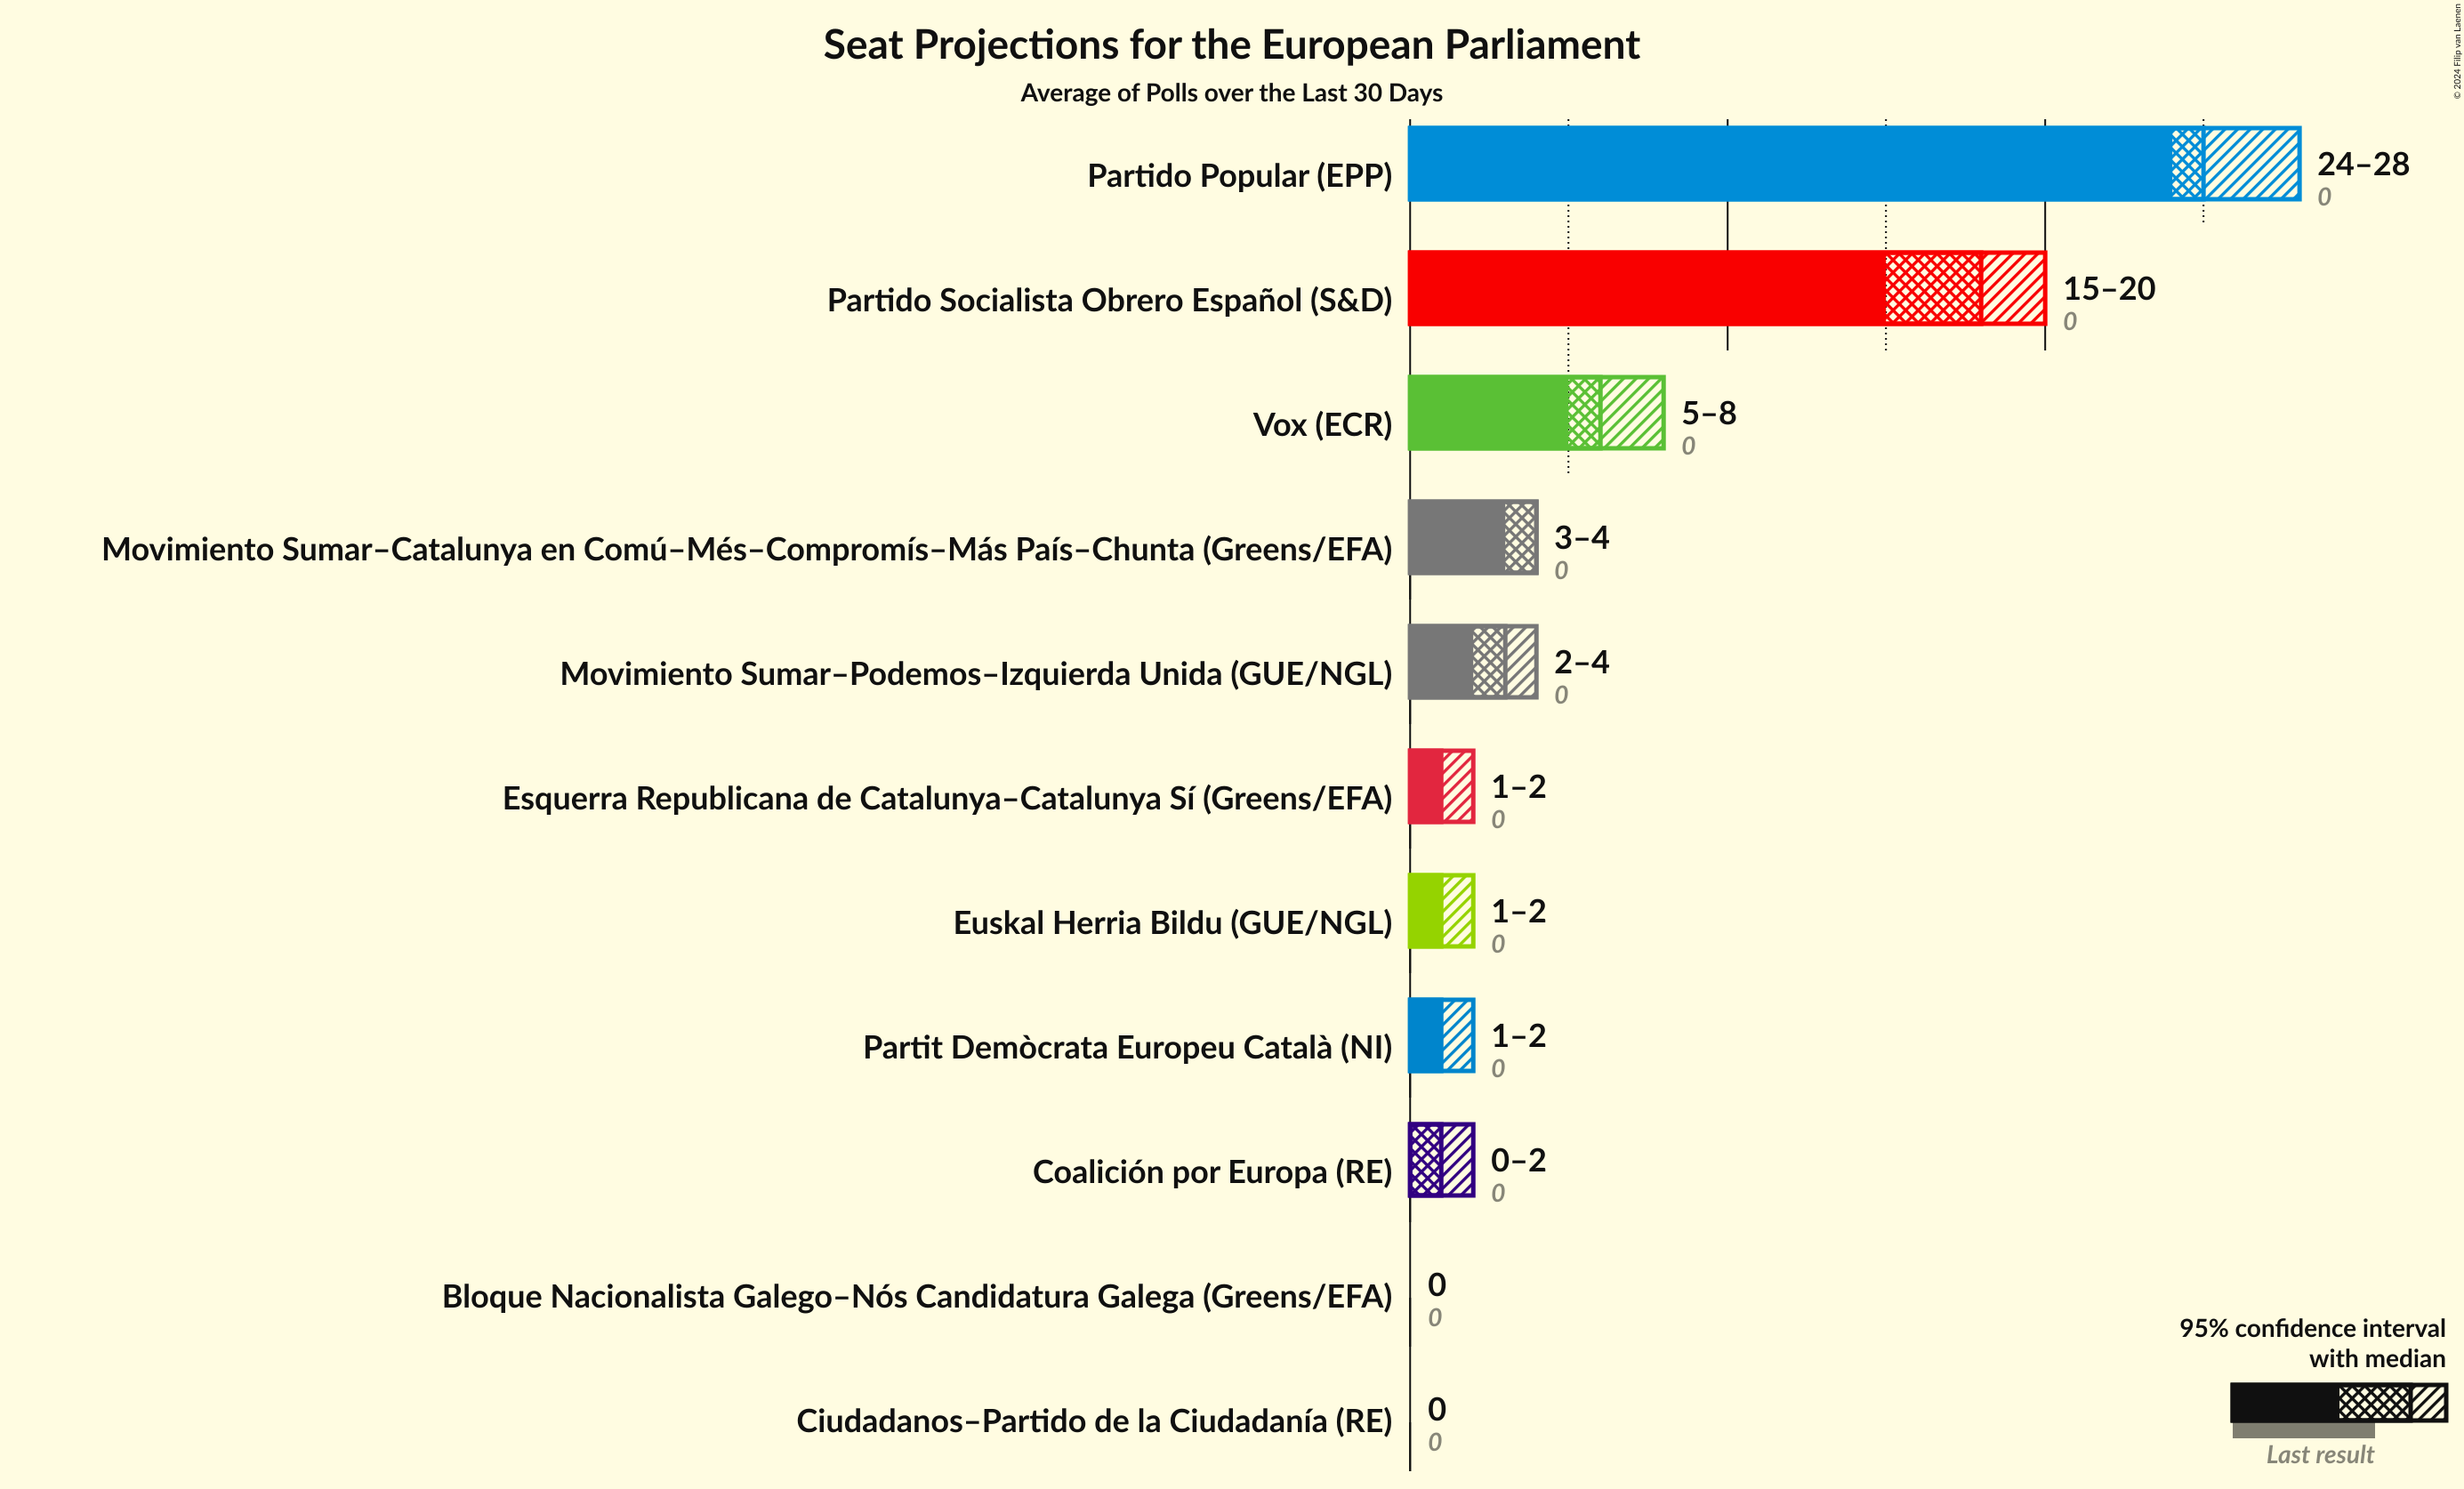 Seat Projections for the European Parliament
Average of Polls over the Last 30 Days
© 2024 Filip van Laenen
Partido Popular (EPP)
24–28
0
Partido Socialista Obrero Español (S&D)
15–20
0
Vox (ECR)
5–8
0
Movimiento Sumar–Catalunya en Comú–Més–Compromís–Más País–Chunta (Greens/EFA)
3–4
0
Movimiento Sumar–Podemos–Izquierda Unida (GUE/NGL)
2–4
0
Esquerra Republicana de Catalunya–Catalunya Sí (Greens/EFA)
1–2
0
Euskal Herria Bildu (GUE/NGL)
1–2
0
Partit Demòcrata Europeu Català (NI)
1–2
0
Coalición por Europa (RE)
0–2
0
Bloque Nacionalista Galego–Nós Candidatura Galega (Greens/EFA)
0
0
Ciudadanos–Partido de la Ciudadanía (RE)
0
0
95% confidence interval
with median
Last result